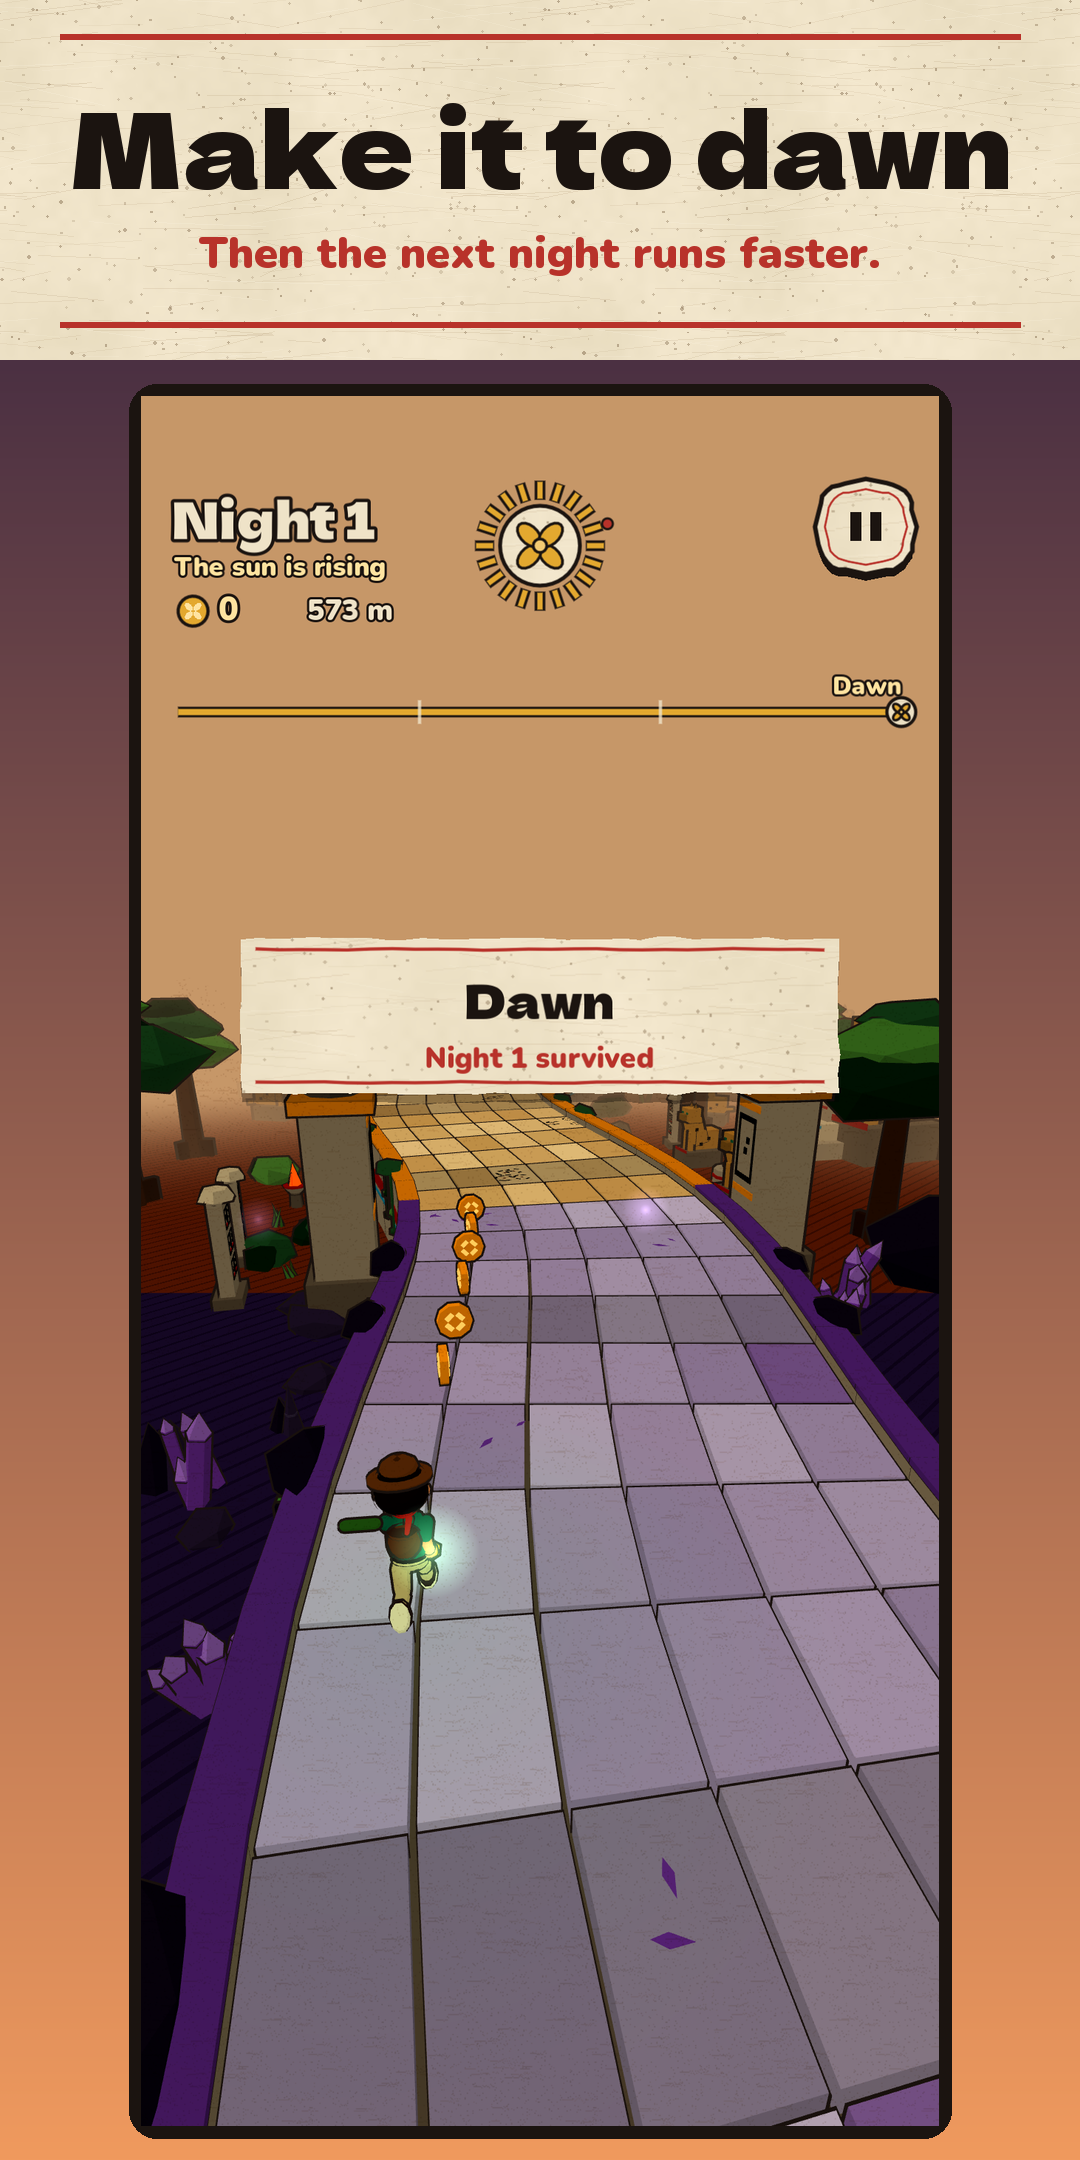 Make it to dawn
Then the next night runs faster.
Night 1
The sun is rising
0 573 m
Dawn
Dawn
Night 1 survived